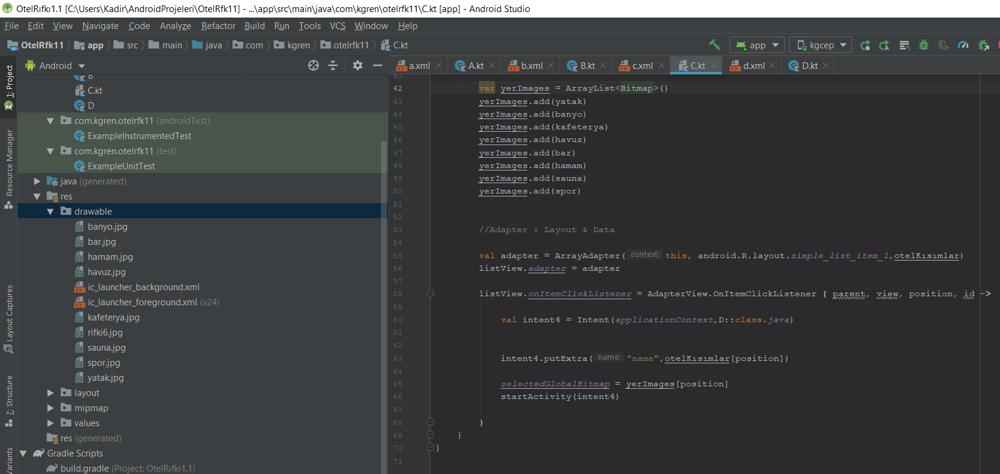 OtelRıfkı1.1 [C:\Users\Kadir\AndroidProjeleri\OtelRfk11] - ...\app\src\main\java\com\kgren\otelrfk11\C.kt [app] - Android Studio
File Edit View Navigate Code Analyze Refactor Build Run Tools VCS Window Help
OtelRfk11 app src main java com kgren otelrfk11 C.kt app kgcep
1: Project
Resource Manager
Layout Captures
7: Structure
Variants
Android
B
C.kt
D
com.kgren.otelrfk11 (androidTest)
ExampleInstrumentedTest
com.kgren.otelrfk11 (test)
ExampleUnitTest
java (generated)
res
drawable
banyo.jpg
bar.jpg
hamam.jpg
havuz.jpg
ic_launcher_background.xml
ic_launcher_foreground.xml (v24)
kafeterya.jpg
rifki6.jpg
sauna.jpg
spor.jpg
yatak.jpg
layout
mipmap
values
res (generated)
Gradle Scripts
build.gradle (Project: OtelRıfkı1.1)
a.xml A.kt b.xml B.kt c.xml C.kt d.xml D.kt
41
42 var yerImages = ArrayList<Bitmap>()
43 yerImages.add(yatak)
44 yerImages.add(banyo)
45 yerImages.add(kafeterya)
46 yerImages.add(havuz)
47 yerImages.add(bar)
48 yerImages.add(hamam)
49 yerImages.add(sauna)
50 yerImages.add(spor)
51
52
53 //Adapter : Layout & Data
54
55 val adapter = ArrayAdapter( context: this, android.R.layout.simple_list_item_1,otelKısımlar)
56 listView.adapter = adapter
57
58 listView.onItemClickListener = AdapterView.OnItemClickListener { parent, view, position, id ->
59
60 val intent4 = Intent(applicationContext,D::class.java)
61
62
63 intent4.putExtra( name: "name",otelKısımlar[position])
64
65 selectedGlobalBitmap = yerImages[position]
66 startActivity(intent4)
67
68 }
69 }
70 }
71